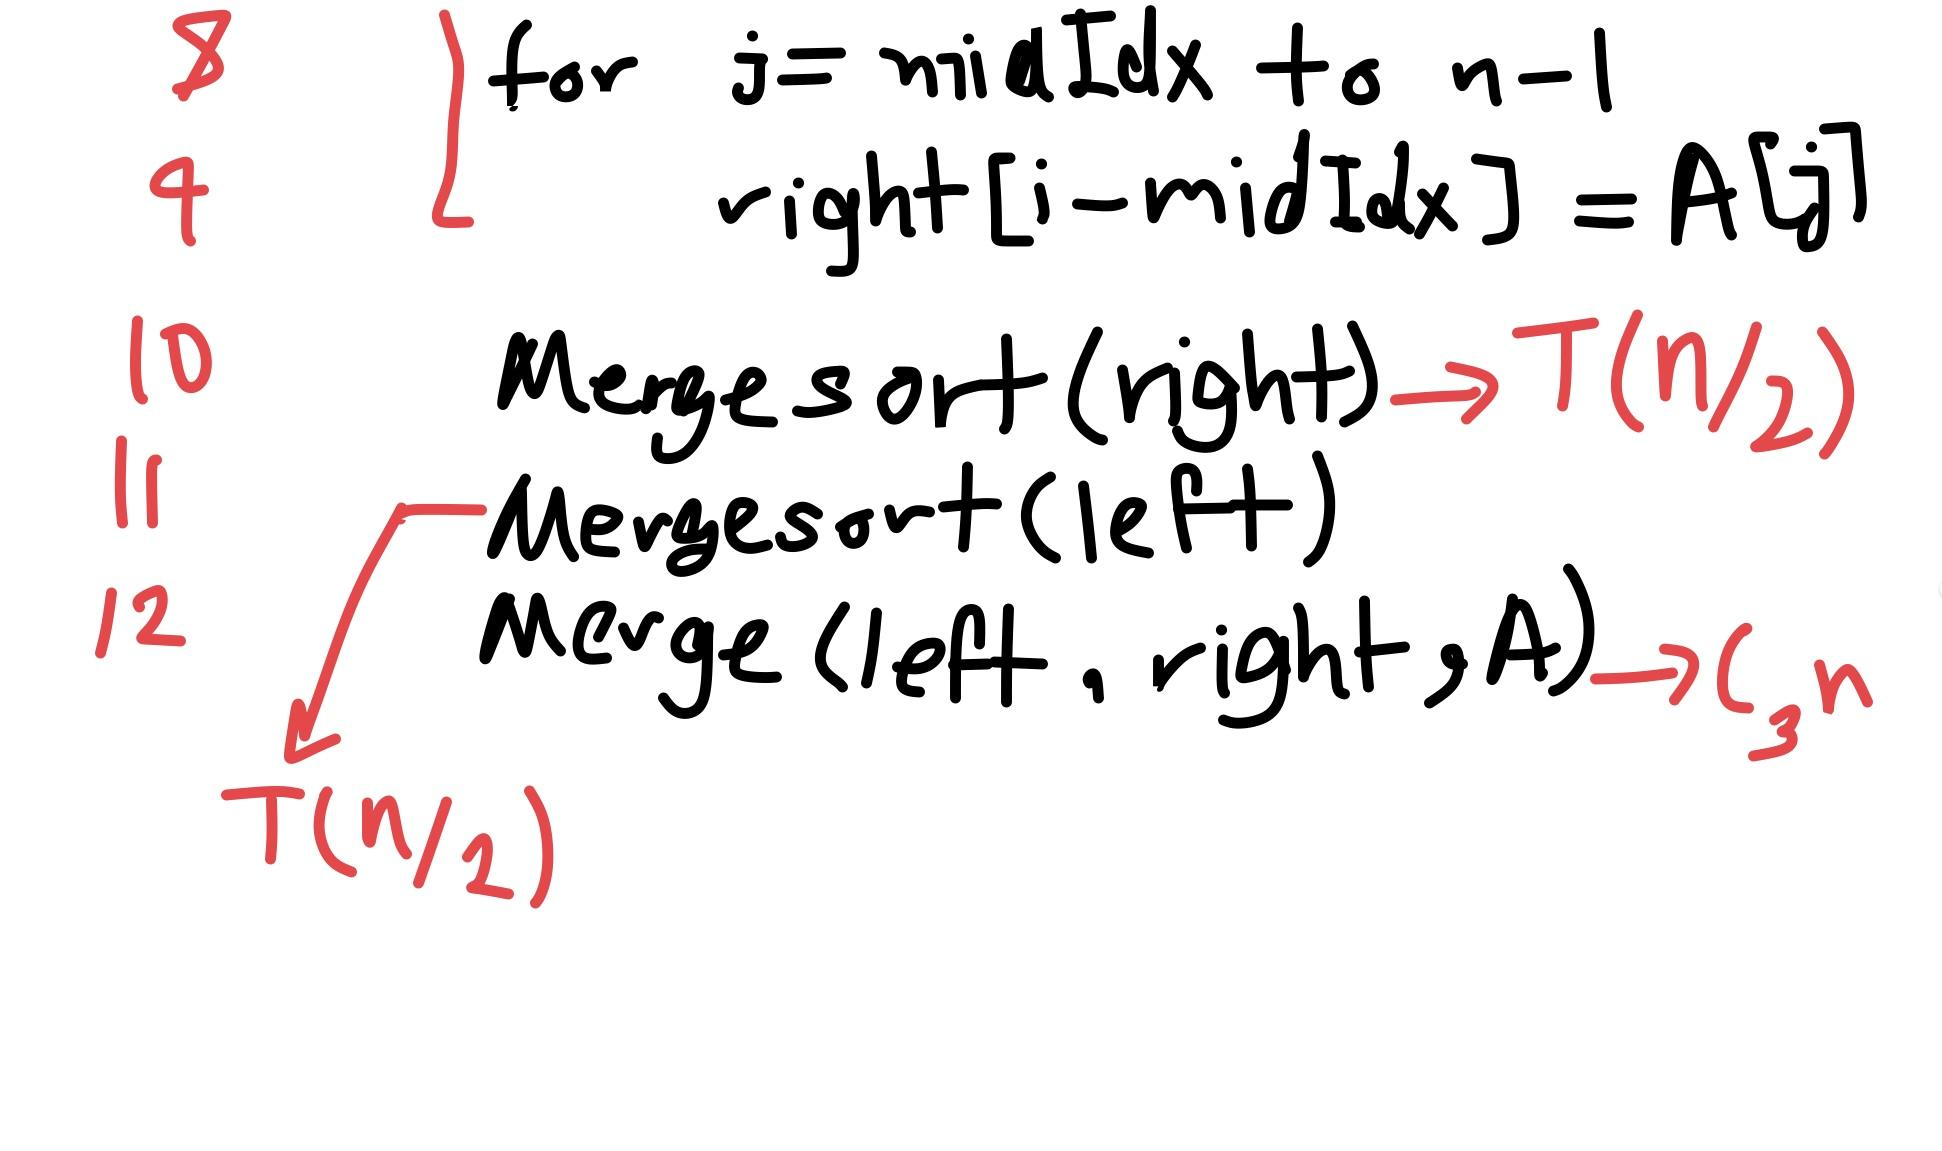 8 for j= midIdx to n-1
9 right[i-midIdx] = A[j]
10 Mergesort(right) → T(n/2)
11 Mergesort(left)
12 Merge(left, right, A) → C₃n
T(n/2)